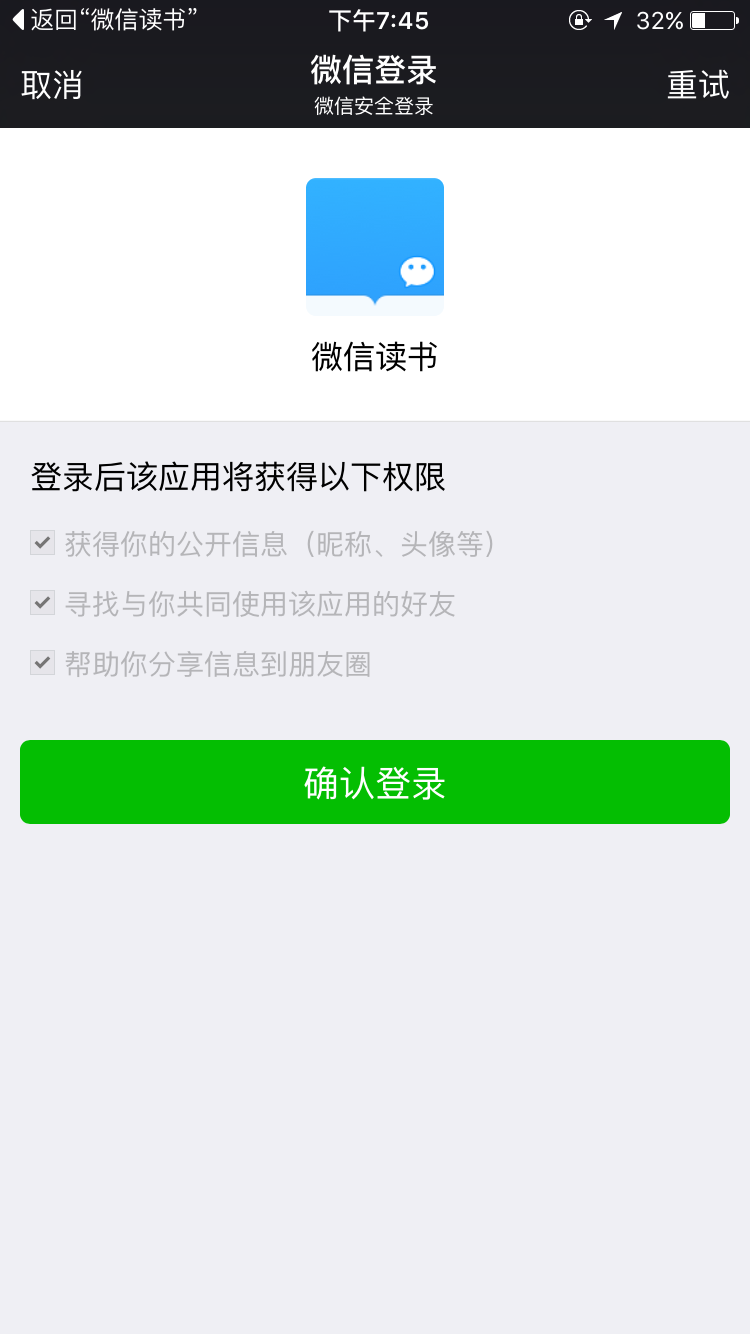 返回“微信读书”
下午7:45
32%
取消
微信登录
微信安全登录
重试
微信读书
登录后该应用将获得以下权限
获得你的公开信息（昵称、头像等）
寻找与你共同使用该应用的好友
帮助你分享信息到朋友圈
确认登录